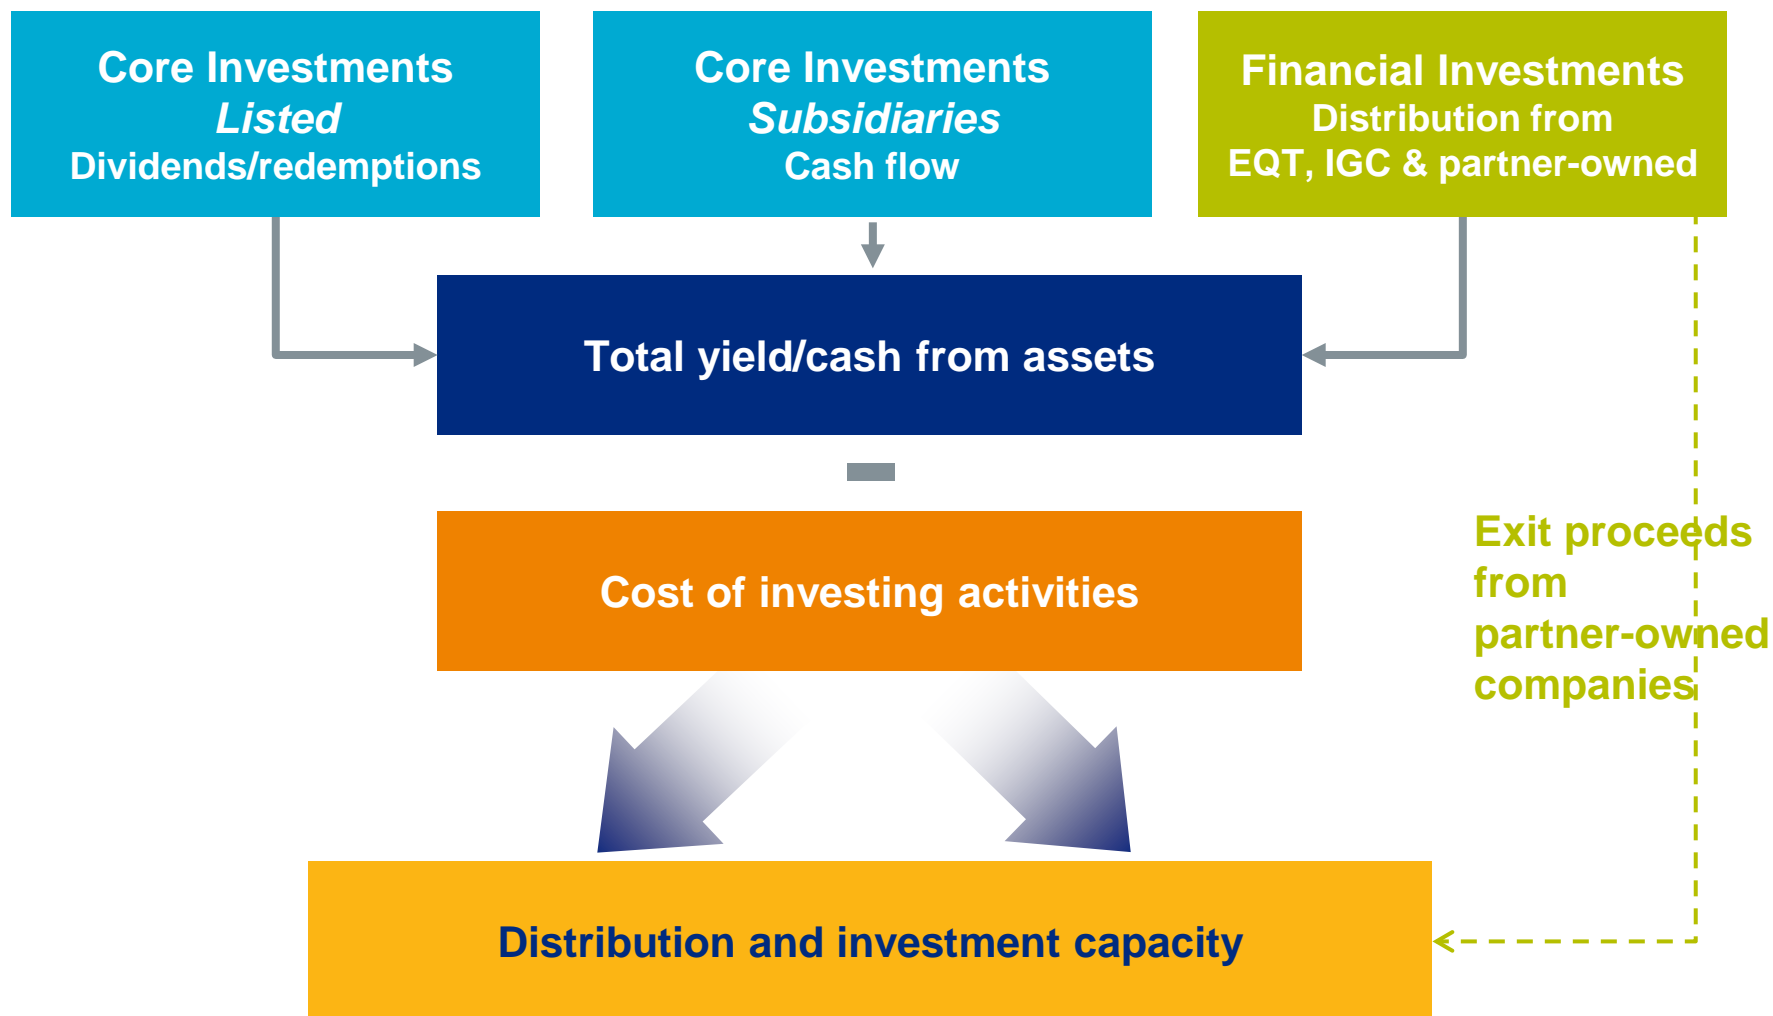 Core Investments
Listed
Dividends/redemptions
Core Investments
Subsidiaries
Cash flow
Financial Investments
Distribution from
EQT, IGC & partner-owned
Total yield/cash from assets
Cost of investing activities
Exit proceeds
from
partner-owned
companies
Distribution and investment capacity